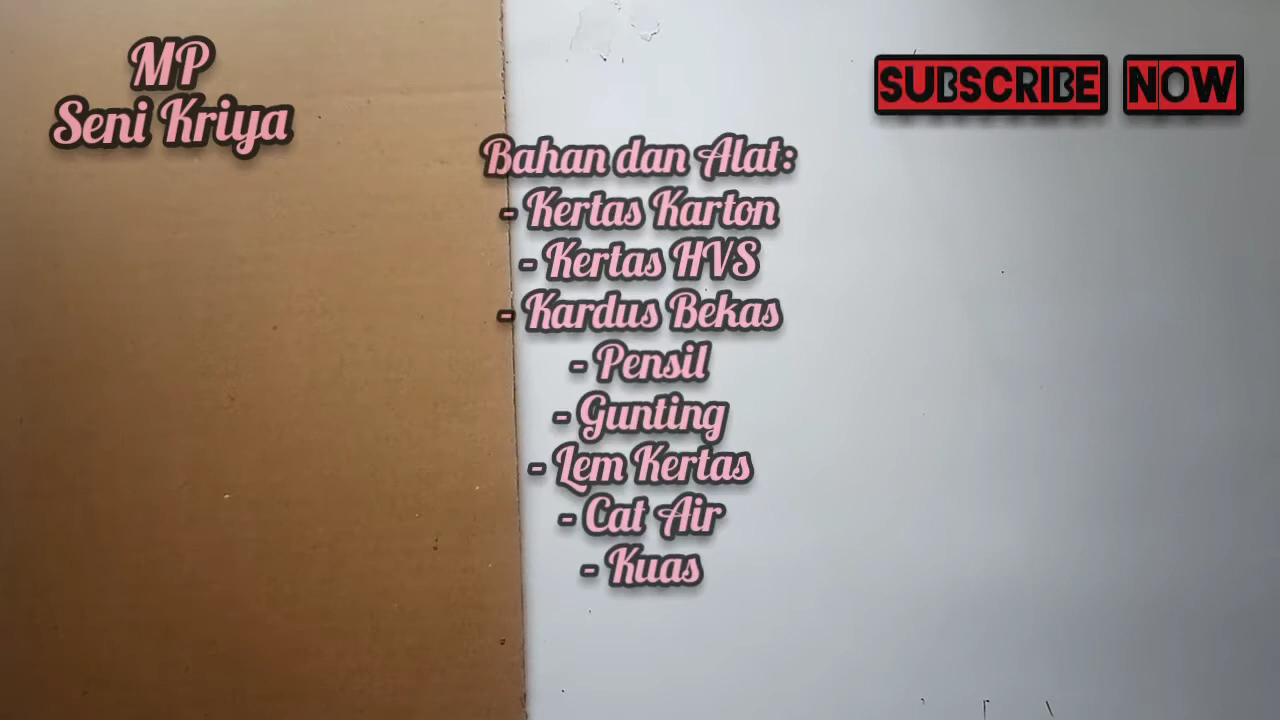 MP
Seni Kriya
SUBSCRIBE NOW
Bahan dan Alat:
- Kertas Karton
- Kertas HVS
- Kardus Bekas
- Pensil
- Gunting
- Lem Kertas
- Cat Air
- Kuas